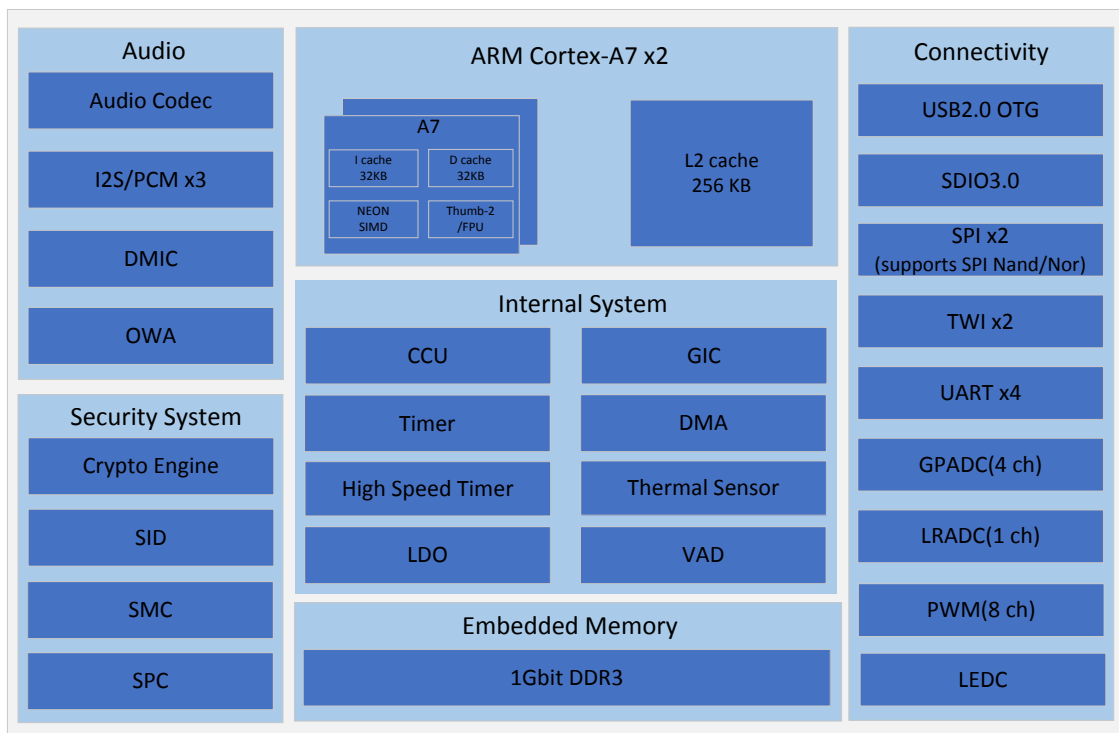 Audio
Audio Codec
I2S/PCM x3
DMIC
OWA
Security System
Crypto Engine
SID
SMC
SPC
ARM Cortex-A7 x2
A7
I cache
32KB
D cache
32KB
NEON
SIMD
Thumb-2
/FPU
L2 cache
256 KB
Internal System
CCU
GIC
Timer
DMA
High Speed Timer
Thermal Sensor
LDO
VAD
Embedded Memory
1Gbit DDR3
Connectivity
USB2.0 OTG
SDIO3.0
SPI x2
(supports SPI Nand/Nor)
TWI x2
UART x4
GPADC(4 ch)
LRADC(1 ch)
PWM(8 ch)
LEDC